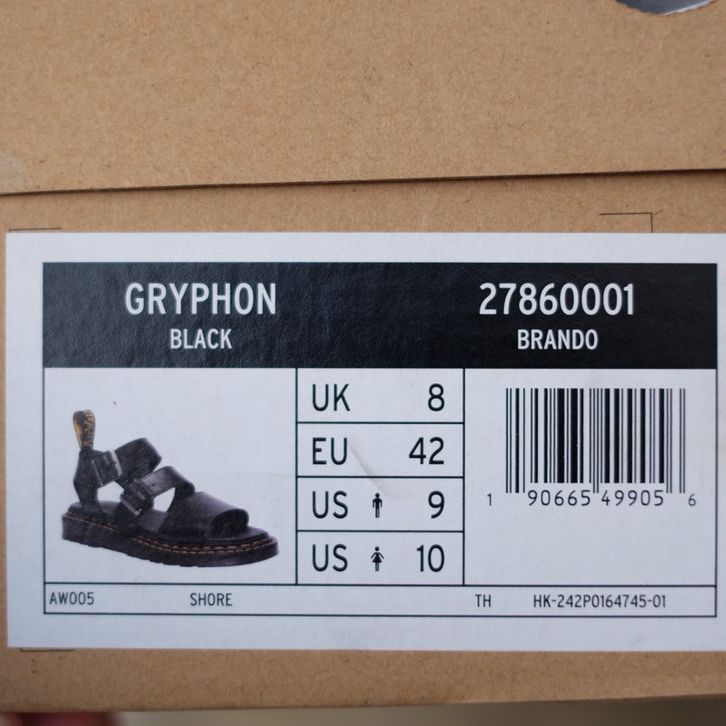 GRYPHON 27860001
BLACK BRANDO
UK 8
EU 42
US 9
US 10
1 90665 49905 6
AW005 SHORE TH HK-242P0164745-01